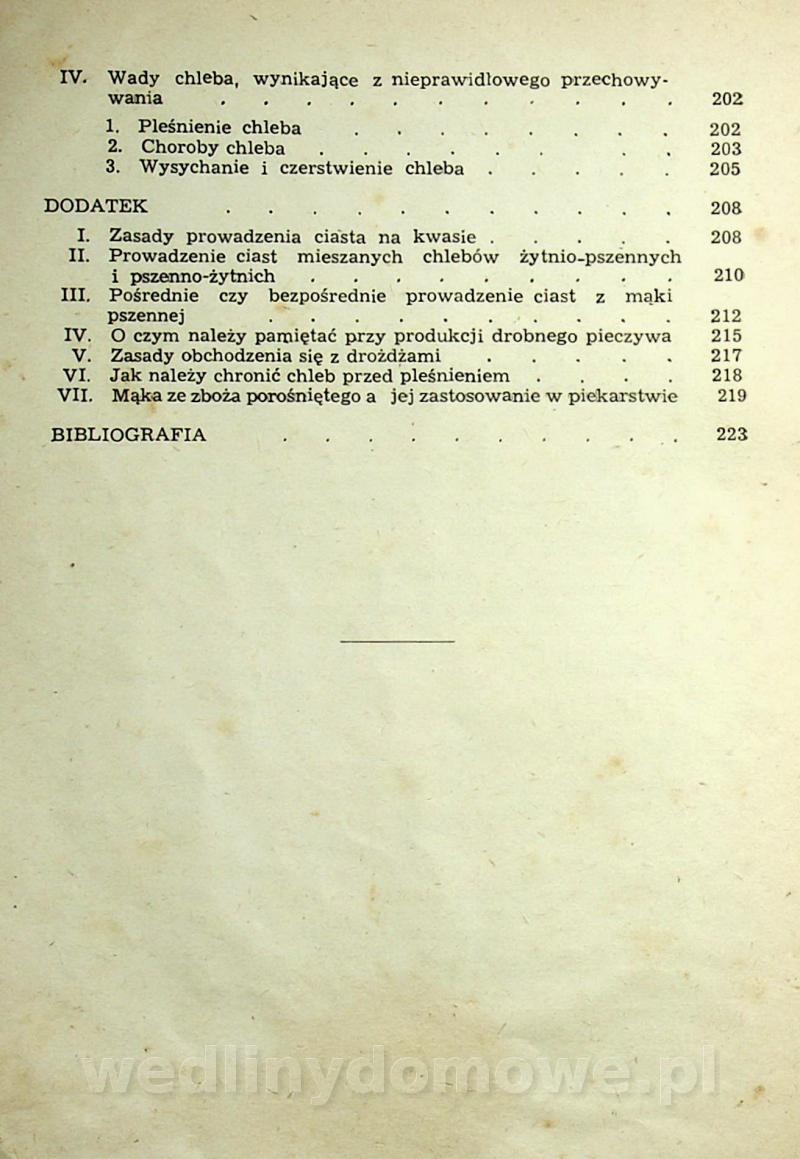 IV. Wady chleba, wynikające z nieprawidłowego przechowy-
wania . . . . . . . . . . . 202
1. Pleśnienie chleba . . . . . . . . 202
2. Choroby chleba . . . . . . . . 203
3. Wysychanie i czerstwienie chleba . . . . . 205
DODATEK . . . . . . . . . . . 208
I. Zasady prowadzenia ciasta na kwasie . . . . . 208
II. Prowadzenie ciast mieszanych chlebów żytnio-pszennych
i pszenno-żytnich . . . . . . . . . 210
III. Pośrednie czy bezpośrednie prowadzenie ciast z mąki
pszennej . . . . . . . . . . 212
IV. O czym należy pamiętać przy produkcji drobnego pieczywa 215
V. Zasady obchodzenia się z drożdżami . . . . . 217
VI. Jak należy chronić chleb przed pleśnieniem . . . . 218
VII. Mąka ze zboża porośniętego a jej zastosowanie w piekarstwie 219
BIBLIOGRAFIA . . . . . . . . . . 223
wedlinydomowe.pl